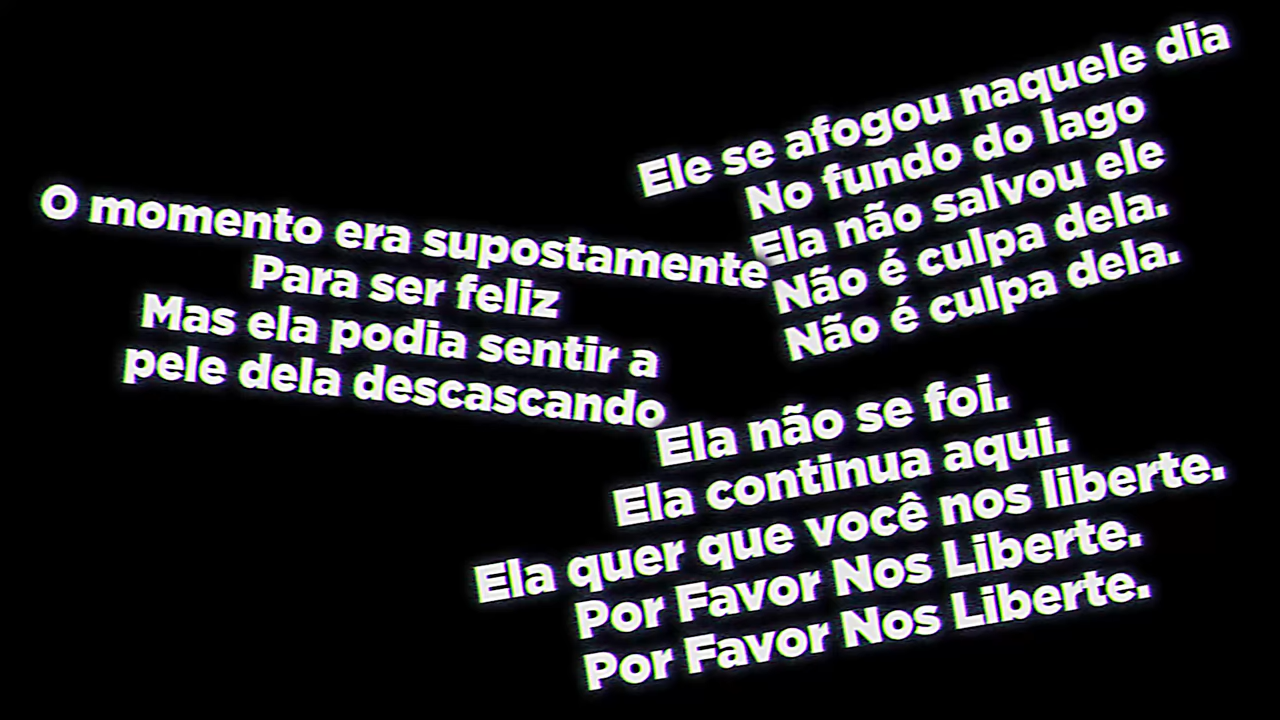 O momento era supostamente
Para ser feliz
Mas ela podia sentir a
pele dela descascando
Ele se afogou naquele dia
No fundo do lago
Ela não salvou ele
Não é culpa dela.
Não é culpa dela.
Ela não se foi.
Ela continua aqui.
Ela quer que você nos liberte.
Por Favor Nos Liberte.
Por Favor Nos Liberte.